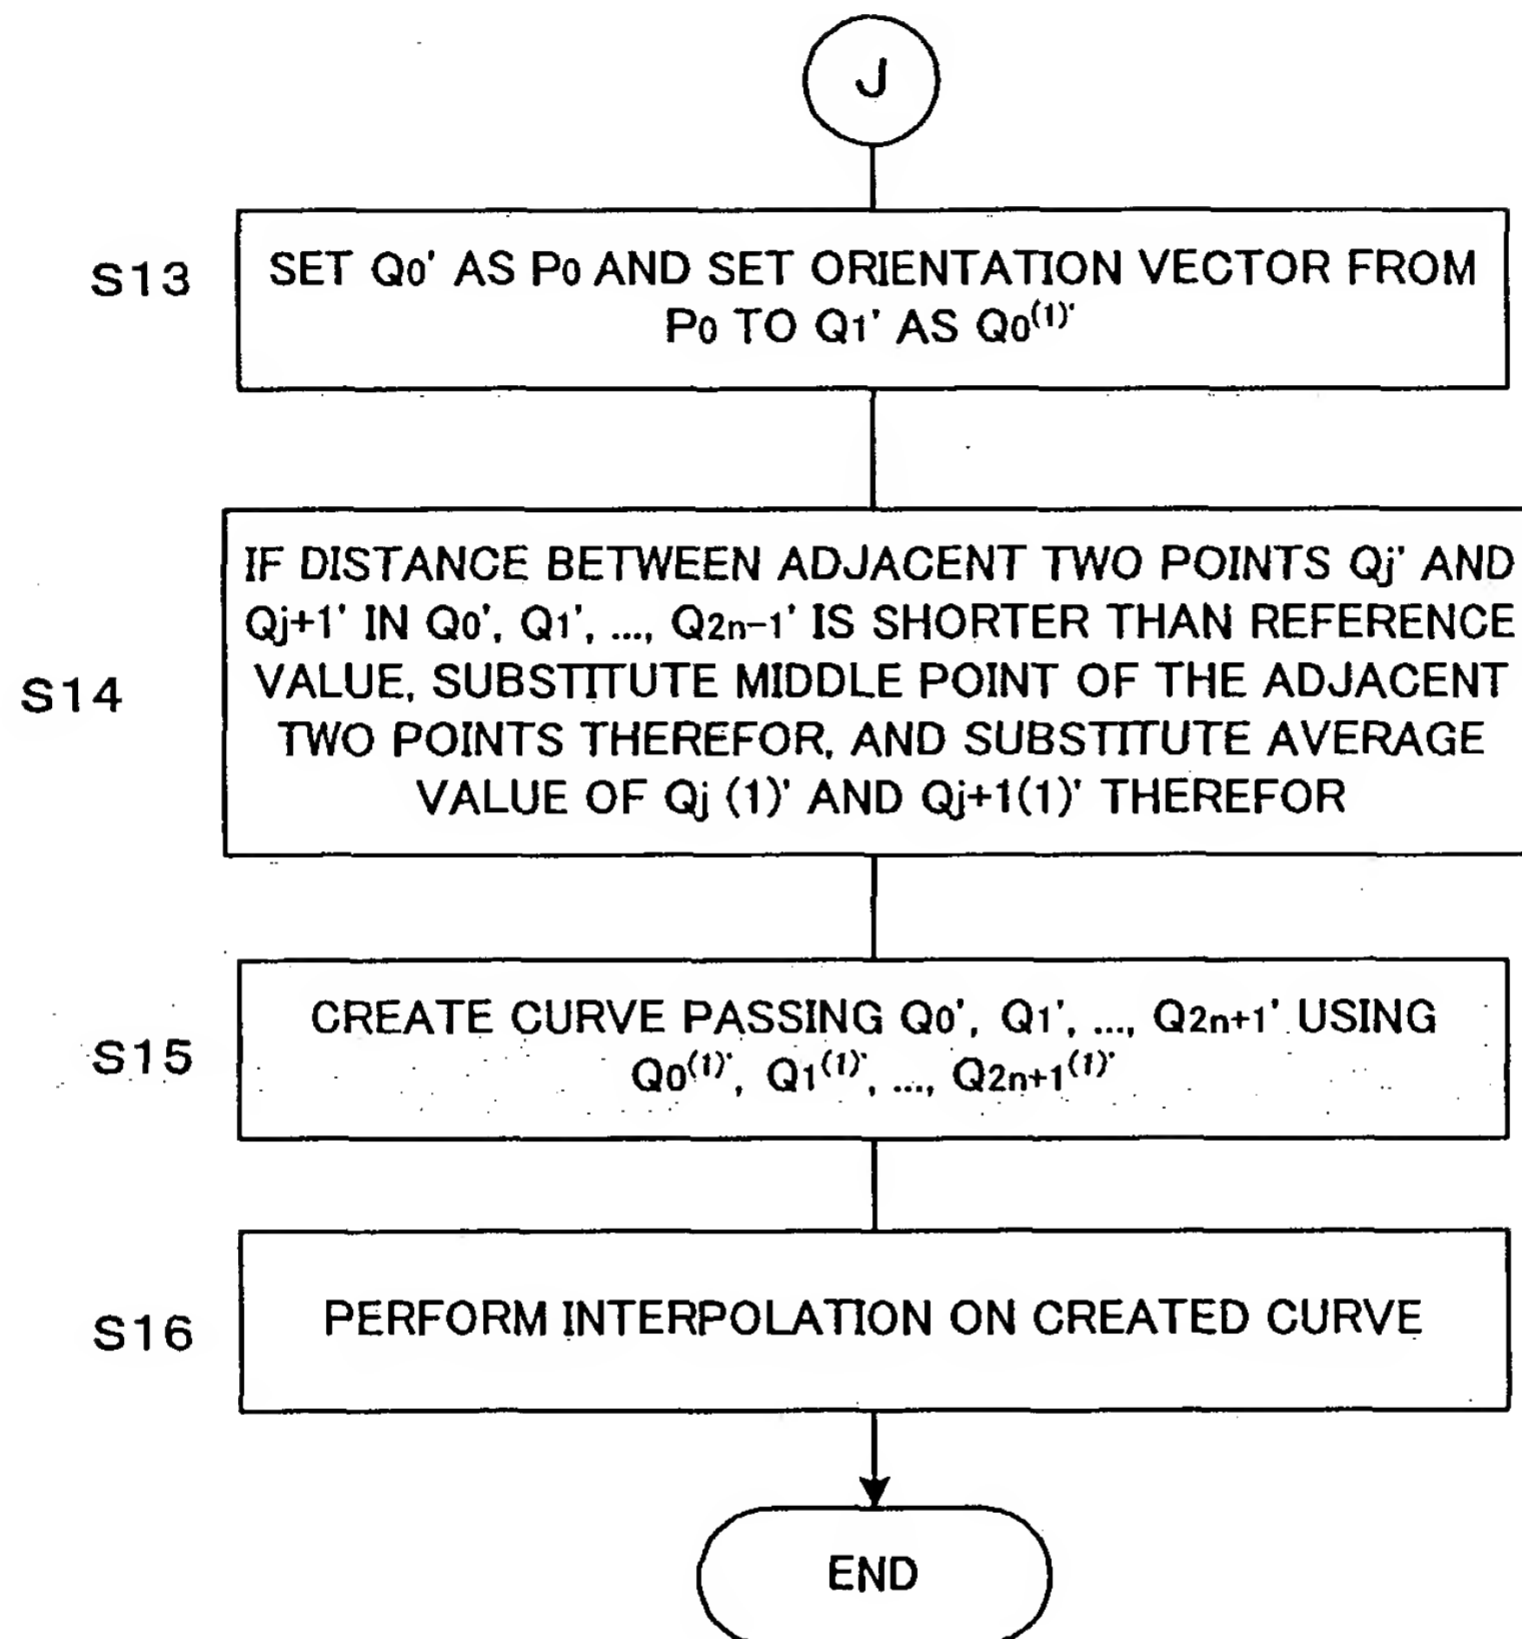 J
S13
SET Q0' AS P0 AND SET ORIENTATION VECTOR FROM
P0 TO Q1' AS Q0(1)'
S14
IF DISTANCE BETWEEN ADJACENT TWO POINTS Qj' AND
Qj+1' IN Q0', Q1', ..., Q2n-1' IS SHORTER THAN REFERENCE
VALUE, SUBSTITUTE MIDDLE POINT OF THE ADJACENT
TWO POINTS THEREFOR, AND SUBSTITUTE AVERAGE
VALUE OF Qj (1)' AND Qj+1(1)' THEREFOR
S15
CREATE CURVE PASSING Q0', Q1', ..., Q2n+1' USING
Q0(1)', Q1(1)', ..., Q2n+1(1)'
S16
PERFORM INTERPOLATION ON CREATED CURVE
END